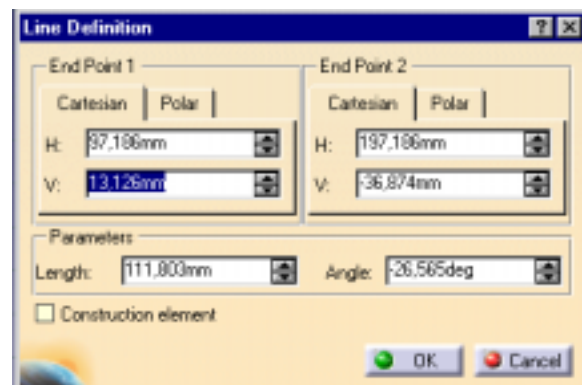 Line Definition
End Point 1 End Point 2
Cartesian Polar Cartesian Polar
H: 97,186mm H: 197,186mm
V: 13,126mm V: -36,874mm
Parameters
Length: 111,803mm Angle: -26,565deg
Construction element
OK Cancel